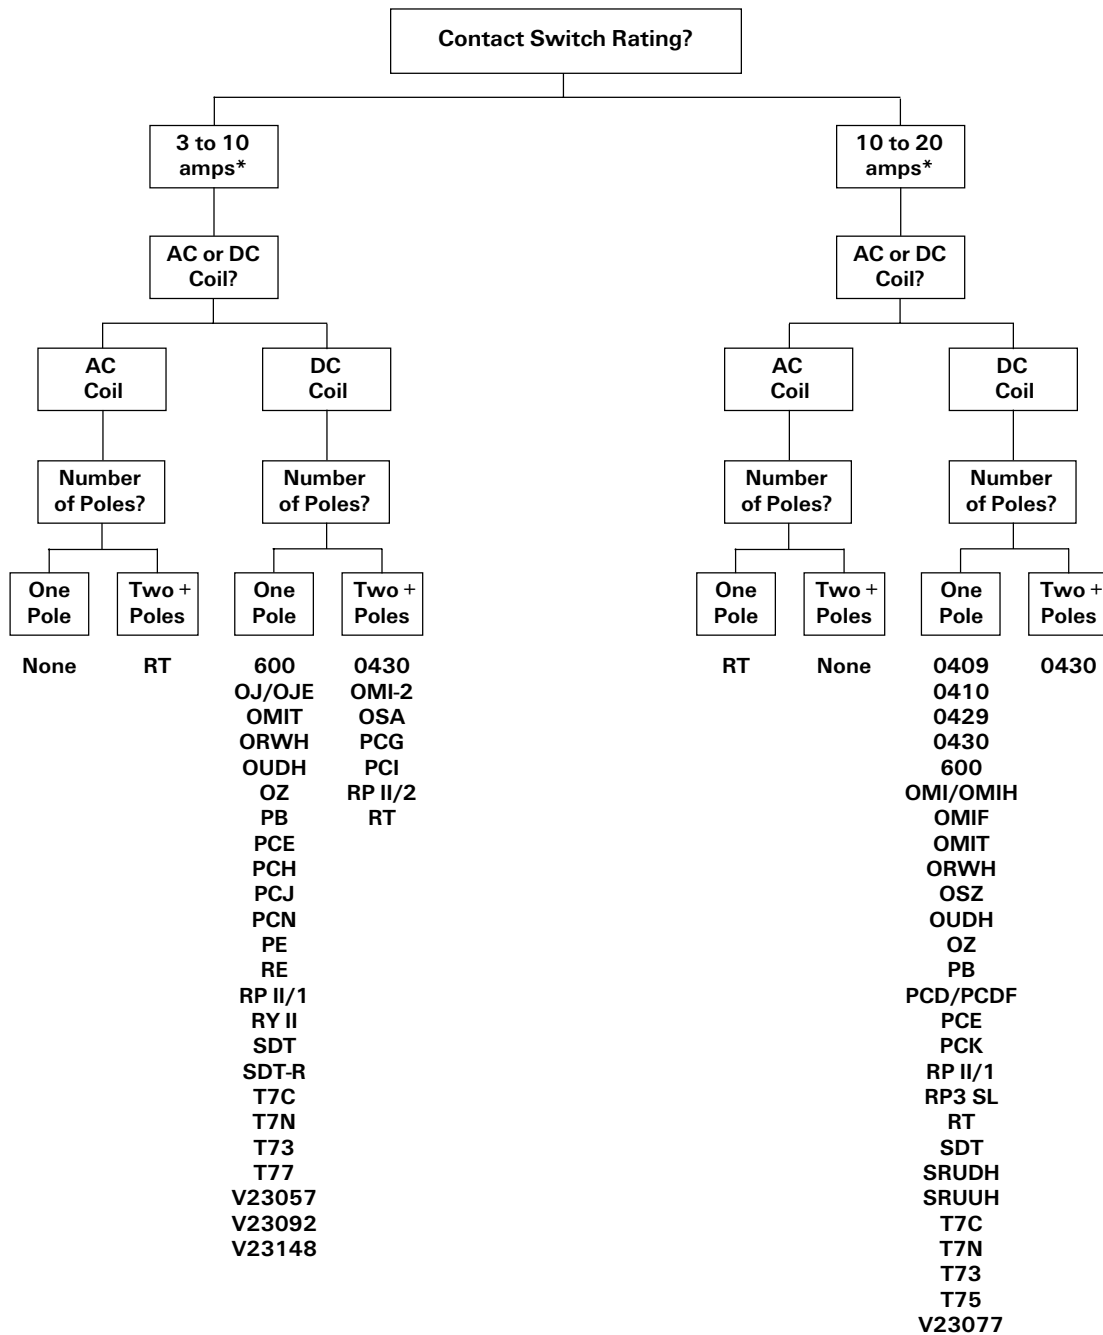 Contact Switch Rating?
3 to 10
amps*
10 to 20
amps*
AC or DC
Coil?
AC or DC
Coil?
AC
Coil
DC
Coil
AC
Coil
DC
Coil
Number
of Poles?
Number
of Poles?
Number
of Poles?
Number
of Poles?
One
Pole
Two +
Poles
One
Pole
Two +
Poles
One
Pole
Two +
Poles
One
Pole
Two +
Poles
None
RT
600
OJ/OJE
OMIT
ORWH
OUDH
OZ
PB
PCE
PCH
PCJ
PCN
PE
RE
RP II/1
RY II
SDT
SDT-R
T7C
T7N
T73
T77
V23057
V23092
V23148
0430
OMI-2
OSA
PCG
PCI
RP II/2
RT
RT
None
0409
0410
0429
0430
600
OMI/OMIH
OMIF
OMIT
ORWH
OSZ
OUDH
OZ
PB
PCD/PCDF
PCE
PCK
RP II/1
RP3 SL
RT
SDT
SRUDH
SRUUH
T7C
T7N
T73
T75
V23077
0430